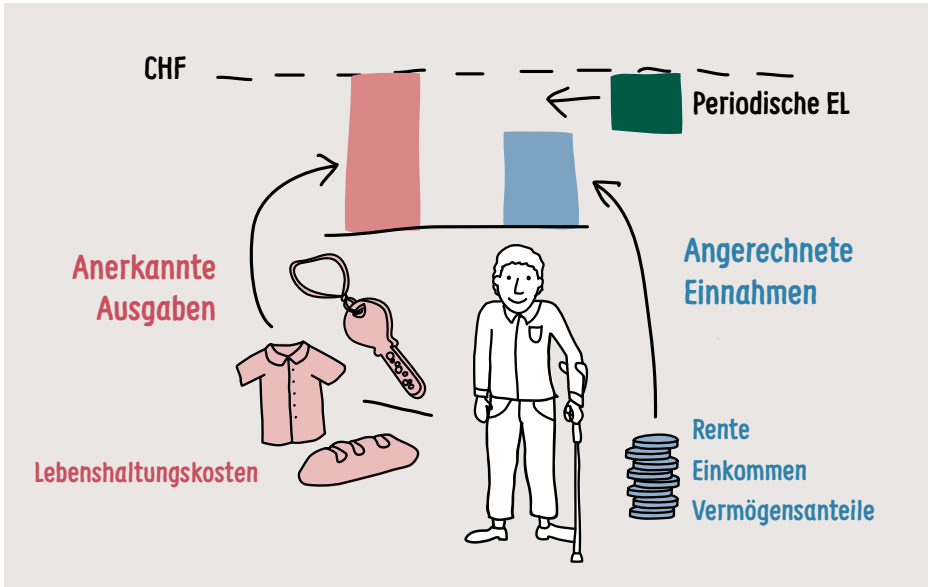 CHF
Periodische EL
Anerkannte
Ausgaben
Angerechnete
Einnahmen
Lebenshaltungskosten
Rente
Einkommen
Vermögensanteile